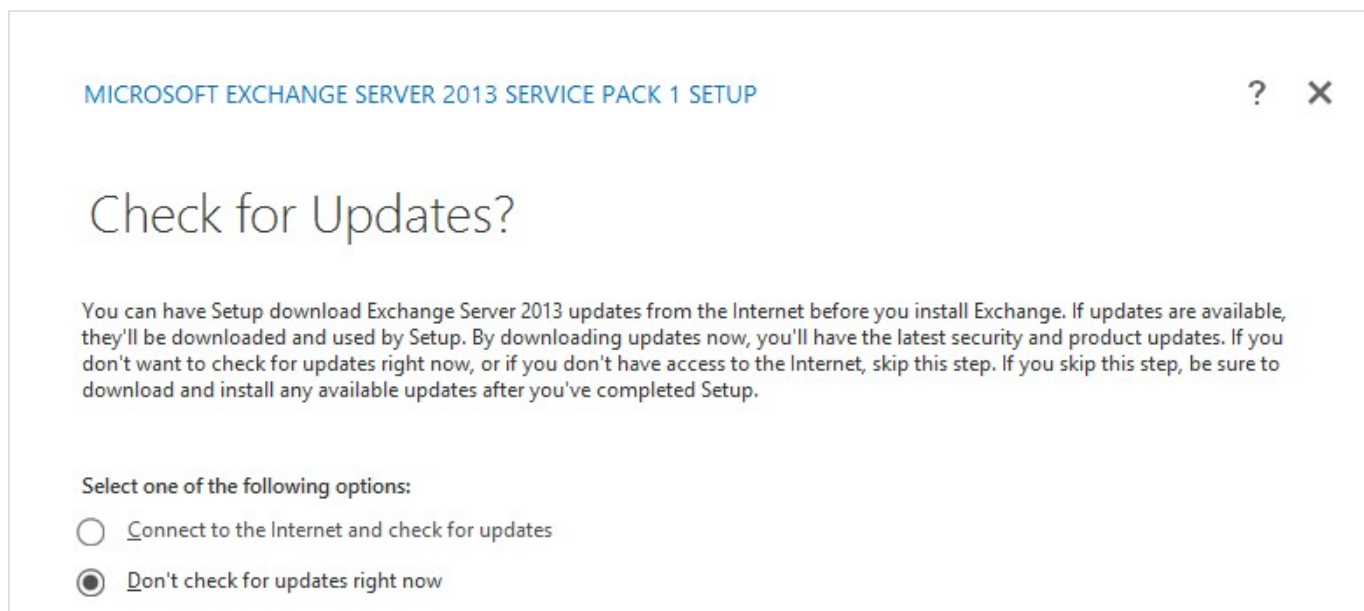 MICROSOFT EXCHANGE SERVER 2013 SERVICE PACK 1 SETUP ? ✕
Check for Updates?
You can have Setup download Exchange Server 2013 updates from the Internet before you install Exchange. If updates are available,
they'll be downloaded and used by Setup. By downloading updates now, you'll have the latest security and product updates. If you
don't want to check for updates right now, or if you don't have access to the Internet, skip this step. If you skip this step, be sure to
download and install any available updates after you've completed Setup.
Select one of the following options:
Connect to the Internet and check for updates
Don't check for updates right now